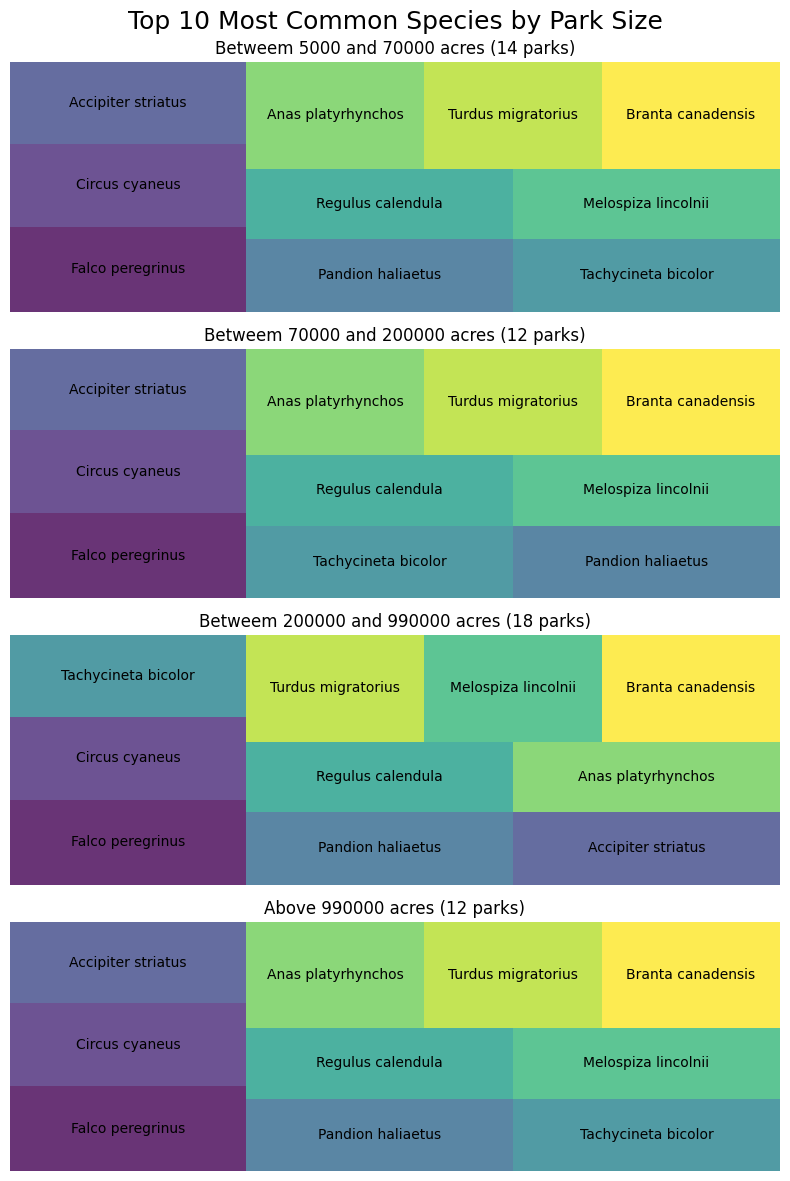 Top 10 Most Common Species by Park Size
Betweem 5000 and 70000 acres (14 parks)
Accipiter striatus
Anas platyrhynchos
Turdus migratorius
Branta canadensis
Circus cyaneus
Regulus calendula
Melospiza lincolnii
Falco peregrinus
Pandion haliaetus
Tachycineta bicolor
Betweem 70000 and 200000 acres (12 parks)
Accipiter striatus
Anas platyrhynchos
Turdus migratorius
Branta canadensis
Circus cyaneus
Regulus calendula
Melospiza lincolnii
Falco peregrinus
Tachycineta bicolor
Pandion haliaetus
Betweem 200000 and 990000 acres (18 parks)
Tachycineta bicolor
Turdus migratorius
Melospiza lincolnii
Branta canadensis
Circus cyaneus
Regulus calendula
Anas platyrhynchos
Falco peregrinus
Pandion haliaetus
Accipiter striatus
Above 990000 acres (12 parks)
Accipiter striatus
Anas platyrhynchos
Turdus migratorius
Branta canadensis
Circus cyaneus
Regulus calendula
Melospiza lincolnii
Falco peregrinus
Pandion haliaetus
Tachycineta bicolor